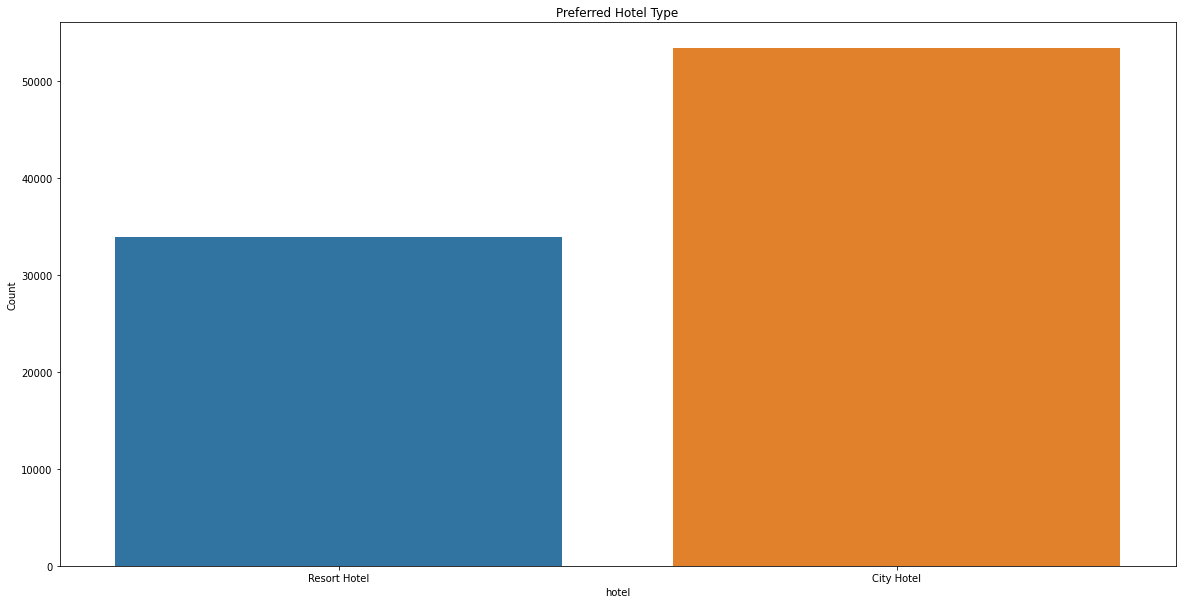 Preferred Hotel Type
Count
50000
40000
30000
20000
10000
0
Resort Hotel
City Hotel
hotel